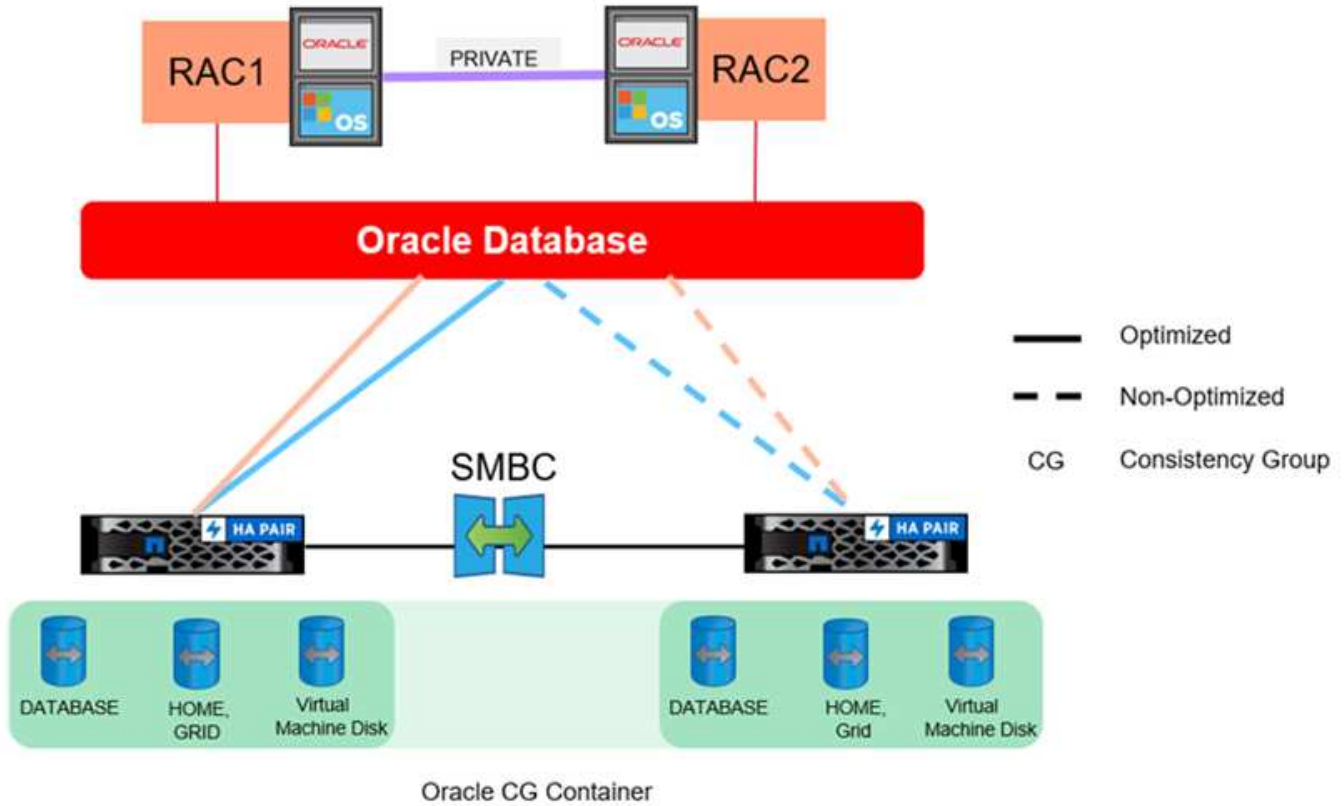 RAC1
ORACLE
OS
PRIVATE
ORACLE
OS
RAC2
Oracle Database
Optimized
Non-Optimized
CG Consistency Group
SMBC
HA PAIR
HA PAIR
DATABASE
HOME,
GRID
Virtual
Machine Disk
DATABASE
HOME,
Grid
Virtual
Machine Disk
Oracle CG Container